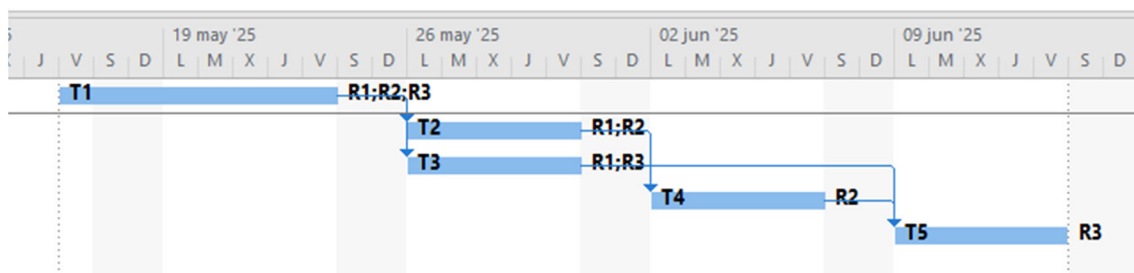 19 may '25 26 may '25 02 jun '25 09 jun '25
J V S D L M X J V S D L M X J V S D L M X J V S D L M X J V S D
T1 R1;R2;R3
T2 R1;R2
T3 R1;R3
T4 R2
T5 R3